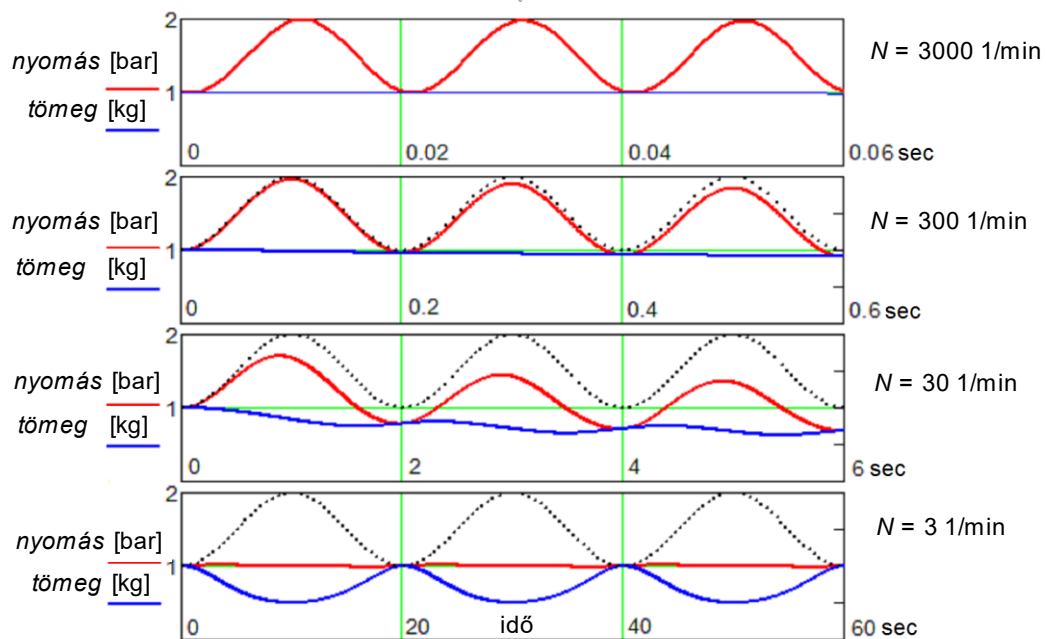 2
nyomás [bar]
N = 3000 1/min
1
tömeg [kg]
0 0.02 0.04 0.06 sec
2
nyomás [bar]
N = 300 1/min
1
tömeg [kg]
0 0.2 0.4 0.6 sec
2
nyomás [bar]
N = 30 1/min
1
tömeg [kg]
0 2 4 6 sec
2
nyomás [bar]
N = 3 1/min
1
tömeg [kg]
0 20 idő 40 60 sec